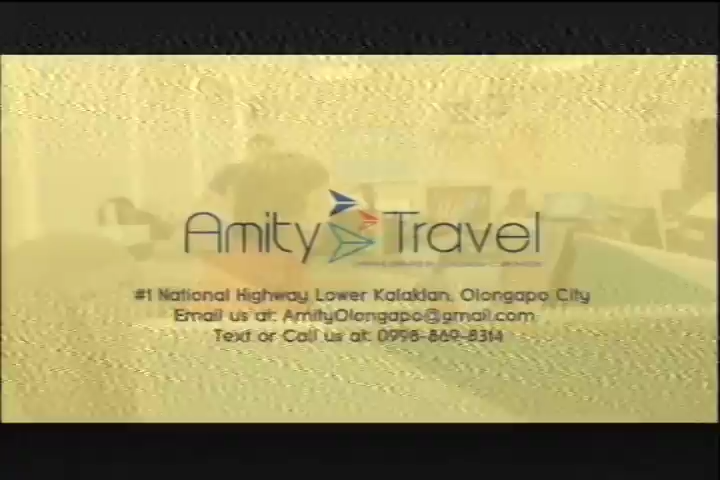 Amity Travel
#1 National Highway Lower Kalaklan, Olongapo City
Email us at: AmityOlongapo@gmail.com
Text or Call us at: 0998-869-8314